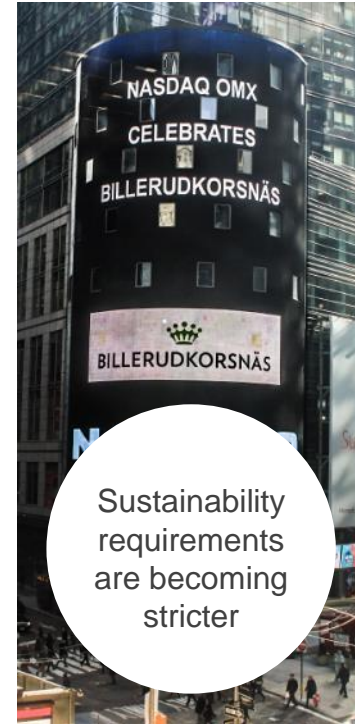 NASDAQ OMX
CELEBRATES
BILLERUDKORSNÄS
BILLERUDKORSNÄS
Sustainability
requirements
are becoming
stricter